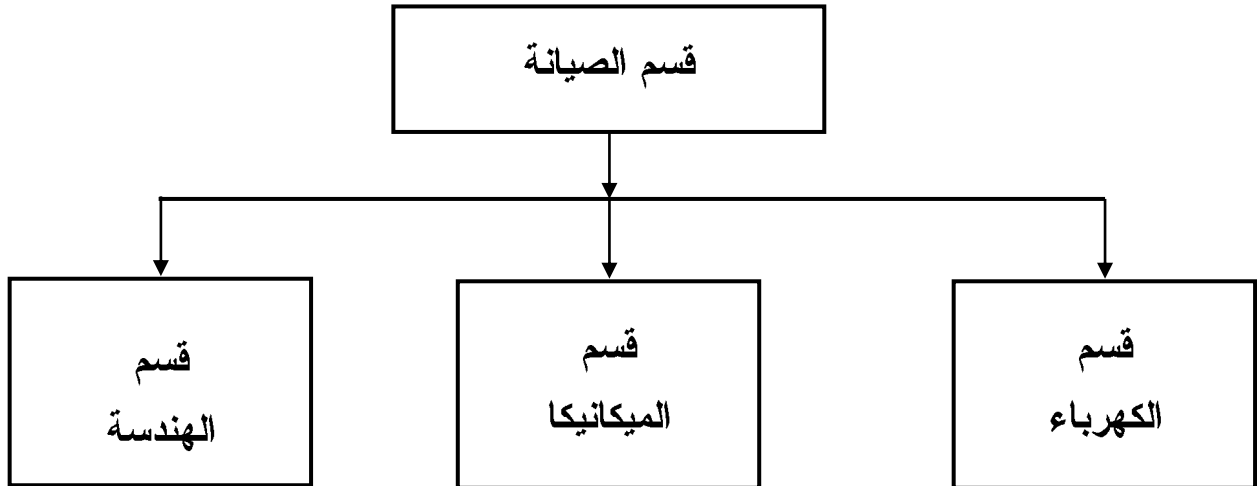 قسم الصيانة
قسم
الكهرباء
قسم
الميكانيكا
قسم
الهندسة